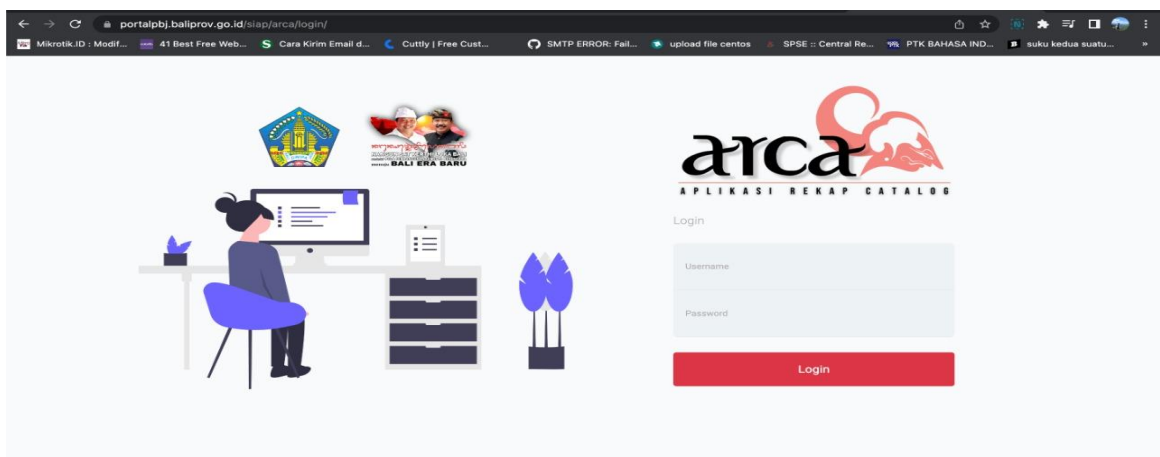 portalpbj.baliprov.go.id/siap/arca/login/
Mikrotik.ID : Modif...
41 Best Free Web...
Cara Kirim Email d...
Cuttly | Free Cust...
SMTP ERROR: Fail...
upload file centos
SPSE :: Central Re...
PTK BAHASA IND...
suku kedua suatu...
»
BALI ERA BARU
arca
APLIKASI REKAP CATALOG
Login
Username
Password
Login